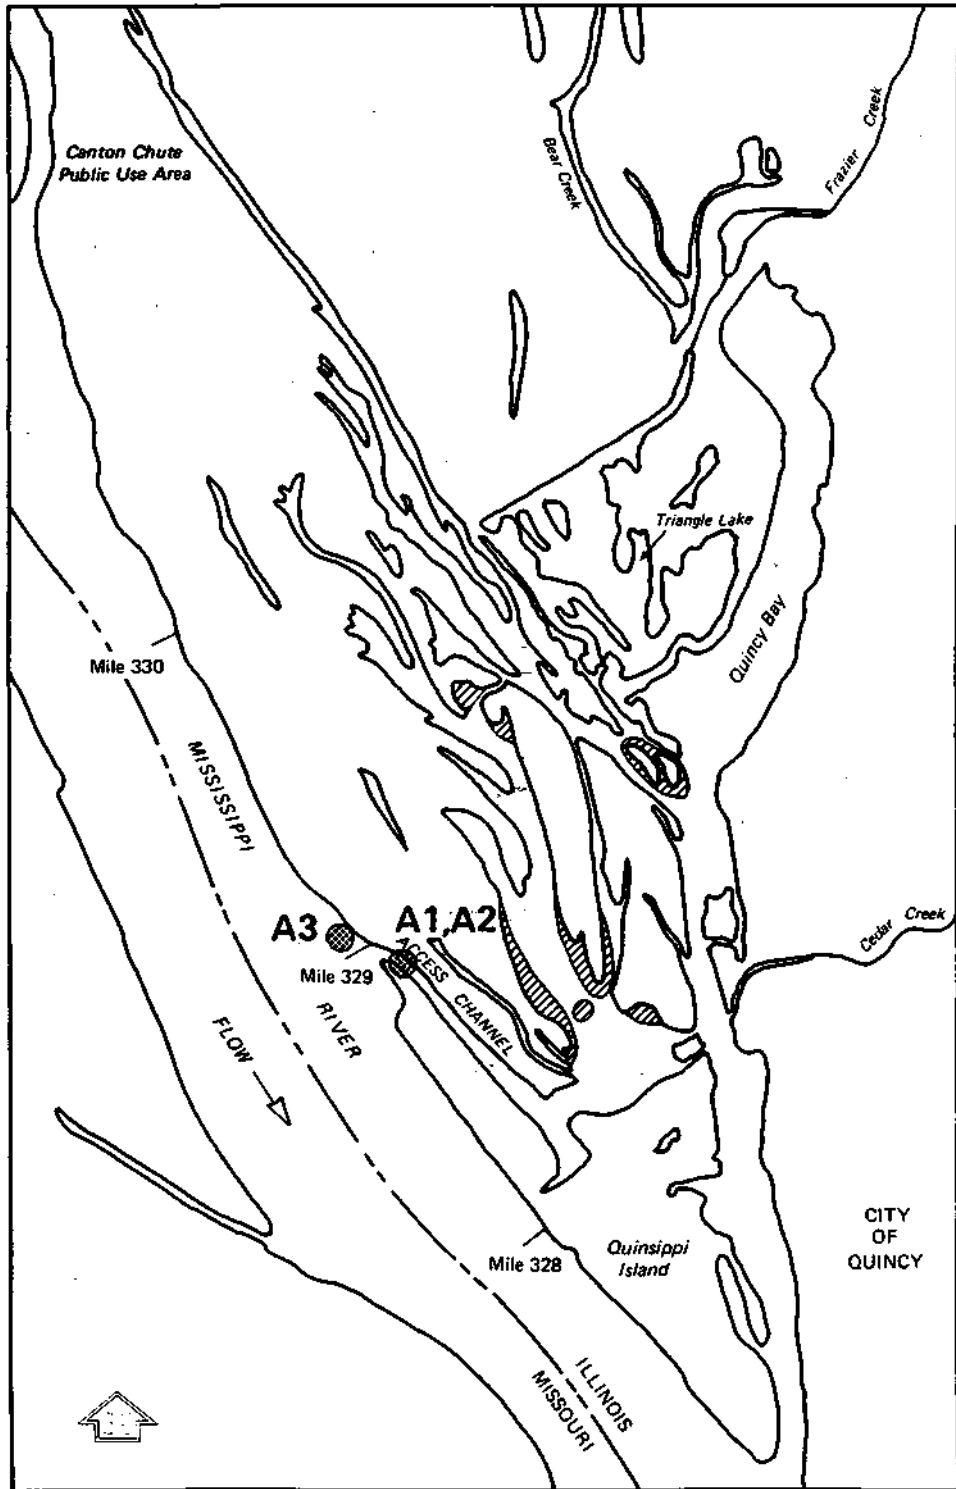 Canton Chute
Public Use Area
Bear Creek
Frazier Creek
Triangle Lake
Quincy Bay
Mile 330
MISSISSIPPI
RIVER
A3
A1,A2
Mile 329
ACCESS CHANNEL
Cedar Creek
FLOW
Mile 328
Quinsippi
Island
CITY
OF
QUINCY
ILLINOIS
MISSOURI